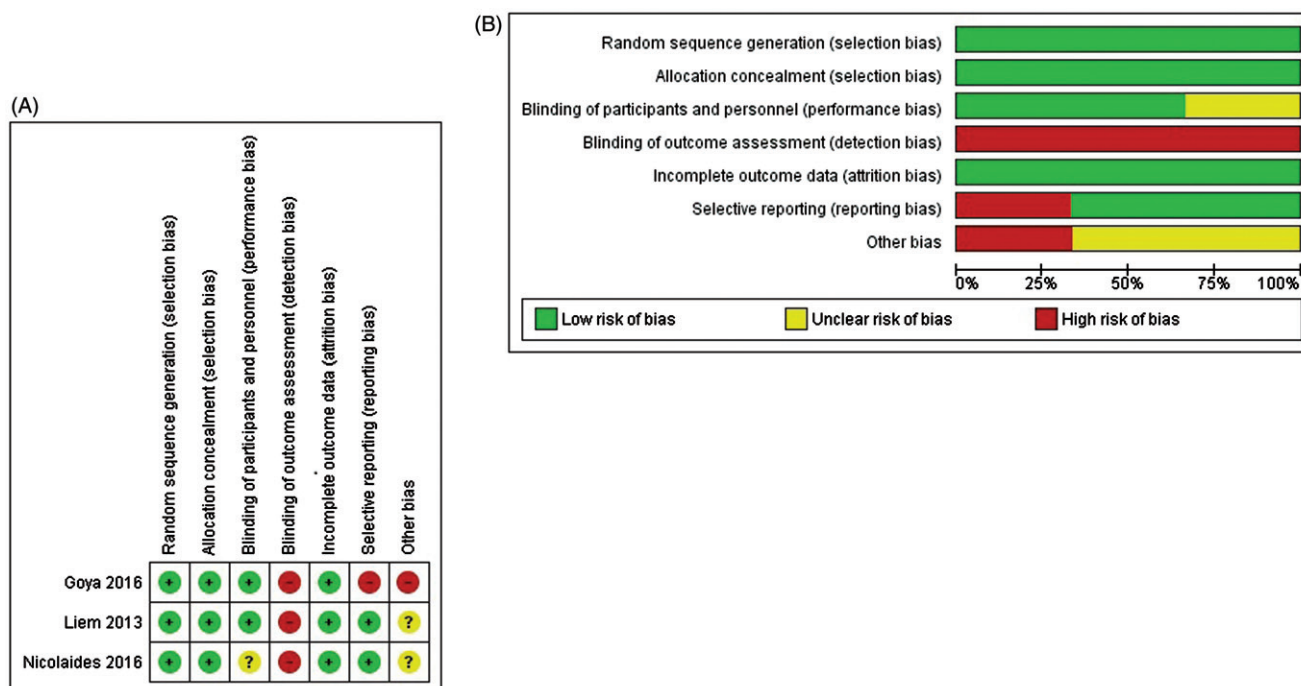 (A)
Random sequence generation (selection bias)
Allocation concealment (selection bias)
Blinding of participants and personnel (performance bias)
Blinding of outcome assessment (detection bias)
Incomplete outcome data (attrition bias)
Selective reporting (reporting bias)
Other bias
Goya 2016 + + + - + - -
Liem 2013 + + + - + + ?
Nicolaides 2016 + + ? - + + ?
(B)
Random sequence generation (selection bias)
Allocation concealment (selection bias)
Blinding of participants and personnel (performance bias)
Blinding of outcome assessment (detection bias)
Incomplete outcome data (attrition bias)
Selective reporting (reporting bias)
Other bias
0% 25% 50% 75% 100%
Low risk of bias Unclear risk of bias High risk of bias